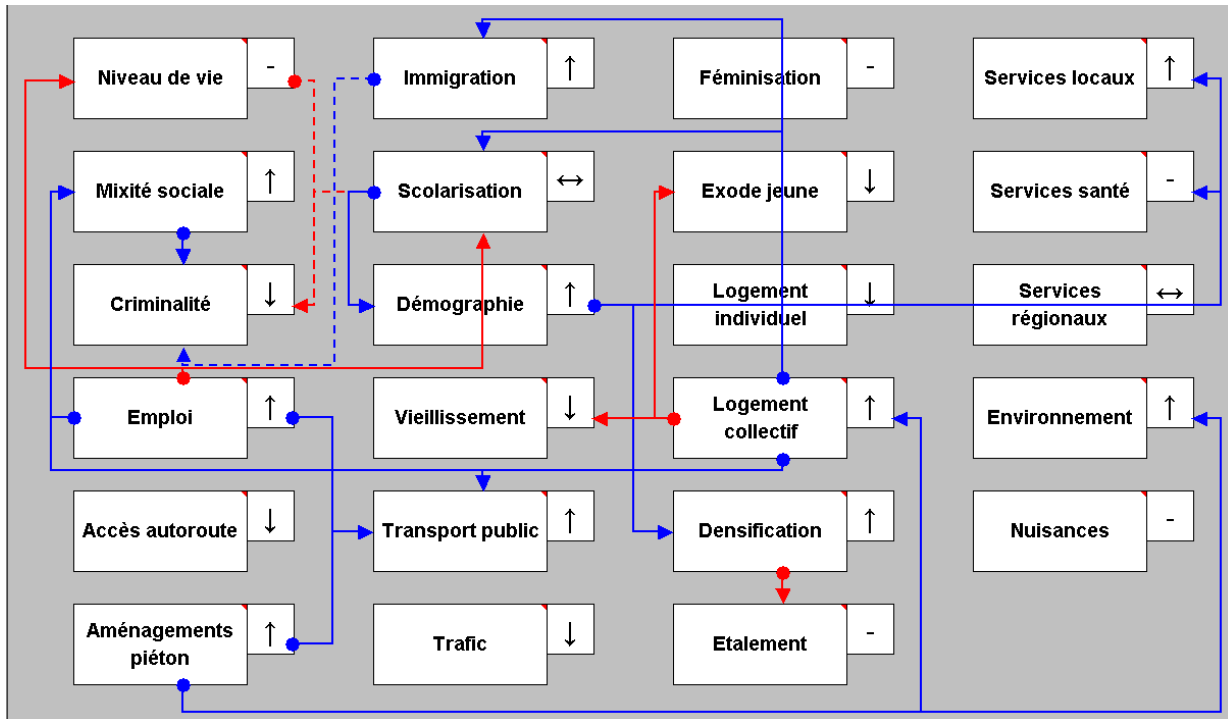 Niveau de vie -
Immigration ↑
Féminisation -
Services locaux ↑
Mixité sociale ↑
Scolarisation ↔
Exode jeune ↓
Services santé -
Criminalité ↓
Démographie ↑
Logement
individuel ↓
Services
régionaux ↔
Emploi ↑
Vieillissement ↓
Logement
collectif ↑
Environnement ↑
Accès autoroute ↓
Transport public ↑
Densification ↑
Nuisances -
Aménagements
piéton ↑
Trafic ↓
Etalement -